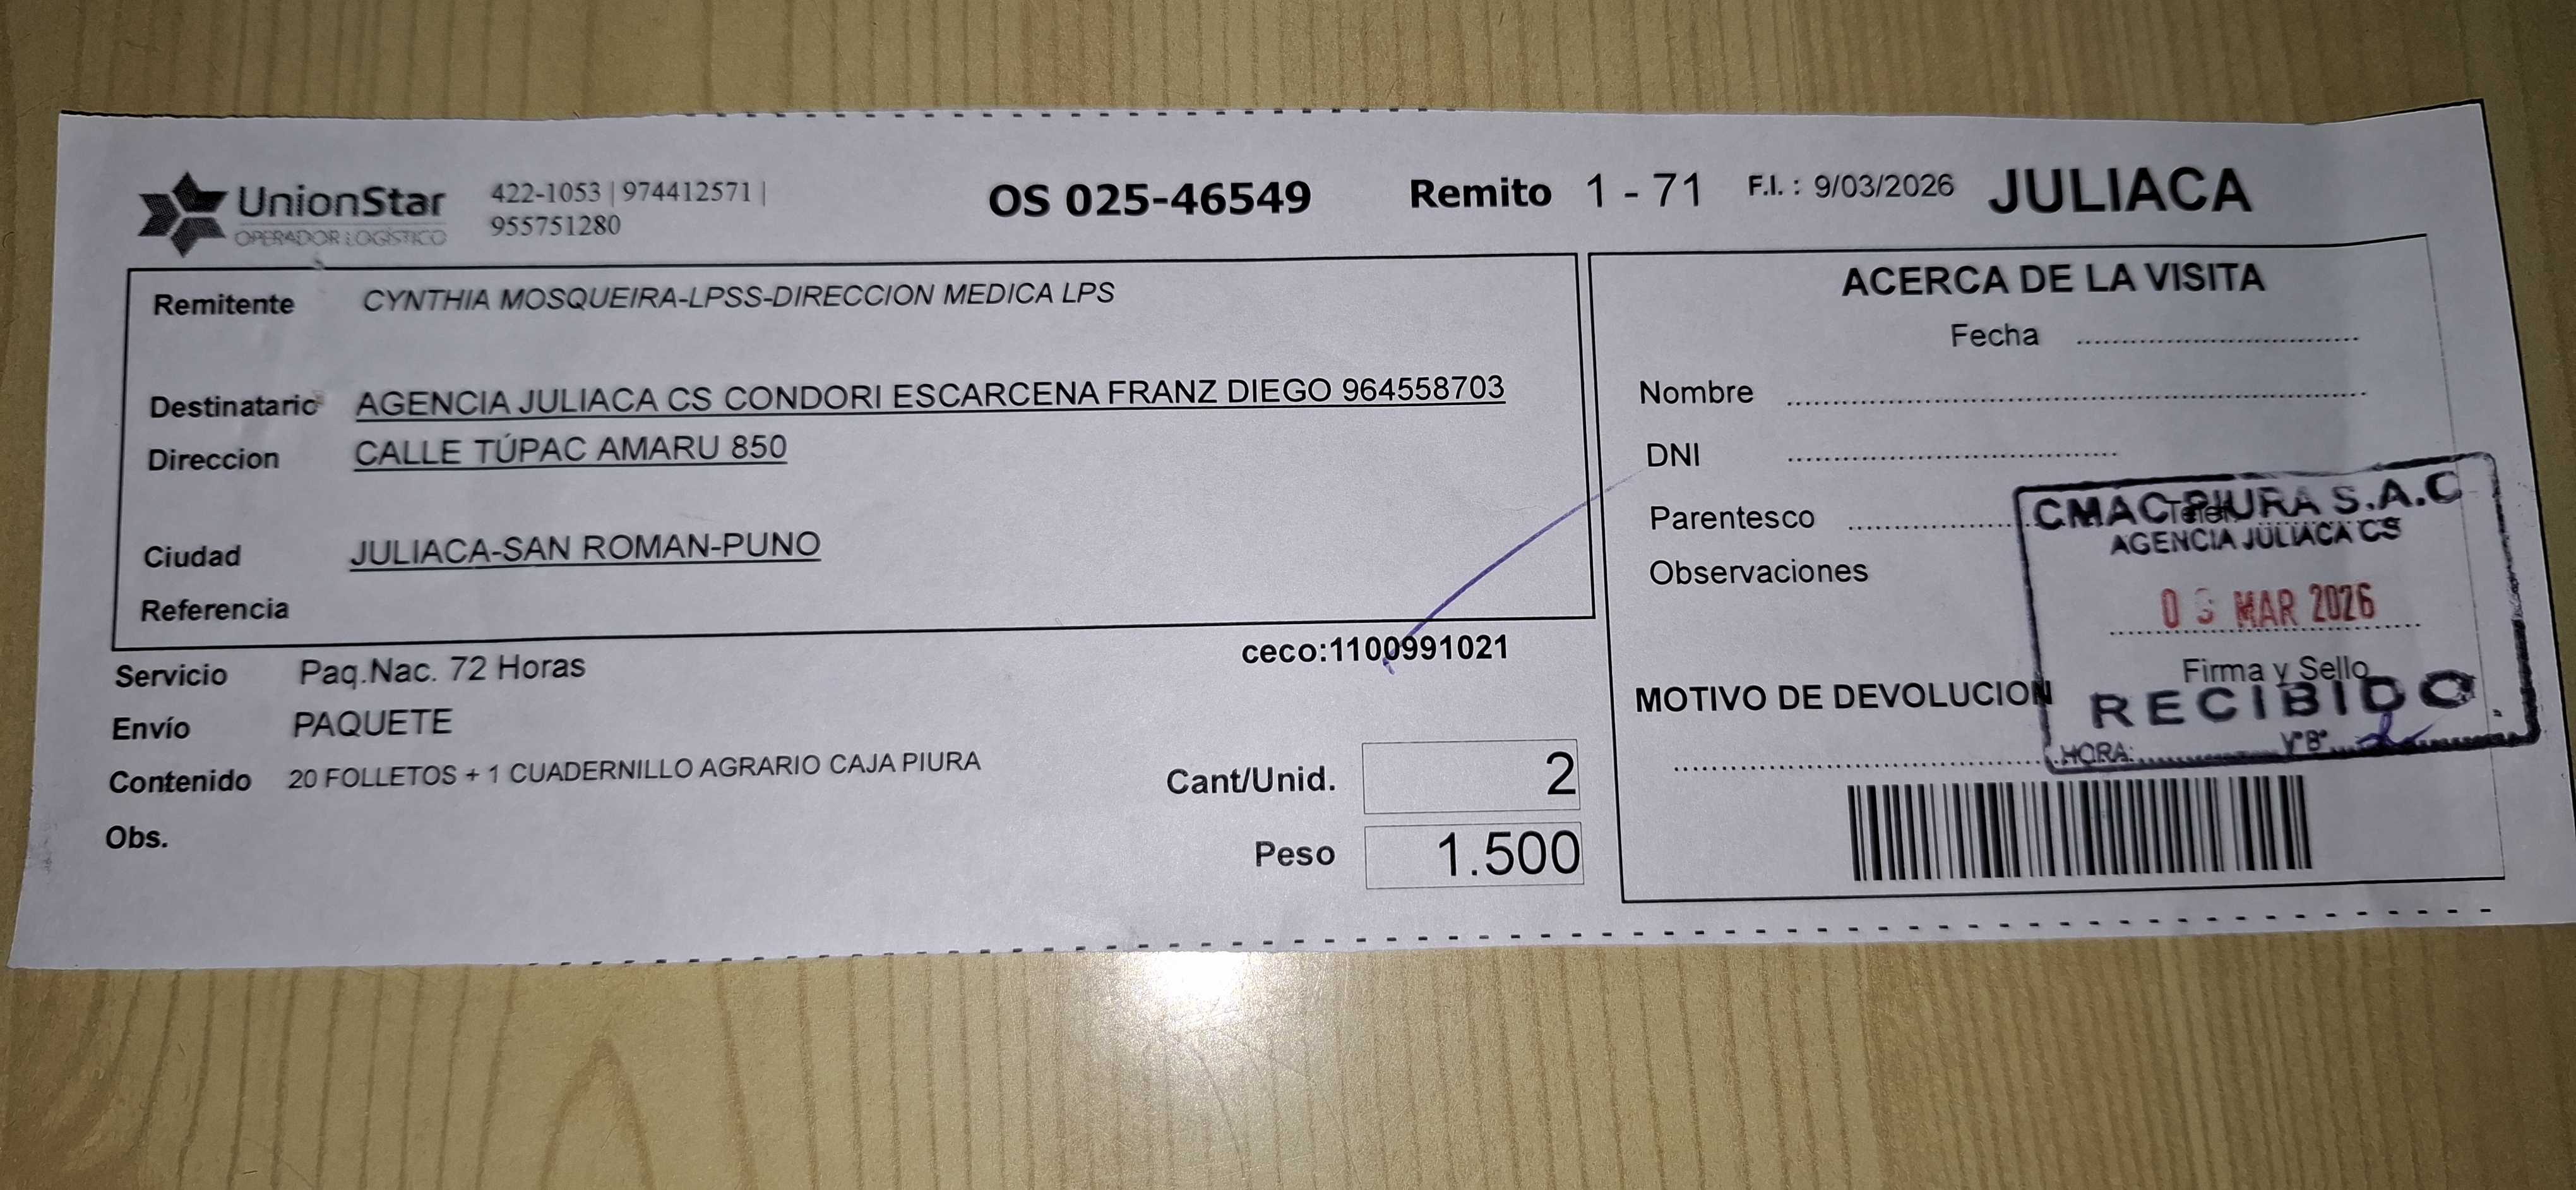 UnionStar
OPERADOR LOGÍSTICO
422-1053 | 974412571 |
955751280
OS 025-46549
Remito 1 - 71
F.I. : 9/03/2026
JULIACA
Remitente CYNTHIA MOSQUEIRA-LPSS-DIRECCION MEDICA LPS
Destinatario AGENCIA JULIACA CS CONDORI ESCARCENA FRANZ DIEGO 964558703
Direccion CALLE TÚPAC AMARU 850
Ciudad JULIACA-SAN ROMAN-PUNO
Referencia
ceco:1100991021
Servicio Paq.Nac. 72 Horas
Envío PAQUETE
Contenido 20 FOLLETOS + 1 CUADERNILLO AGRARIO CAJA PIURA
Obs.
Cant/Unid. 2
Peso 1.500
ACERCA DE LA VISITA
Fecha
Nombre
DNI
Parentesco
Observaciones
CMAC PIURA S.A.C
AGENCIA JULIACA CS
MAR 2026
Firma y Sello
RECIBIDO
MOTIVO DE DEVOLUCION
HORA: VºBº